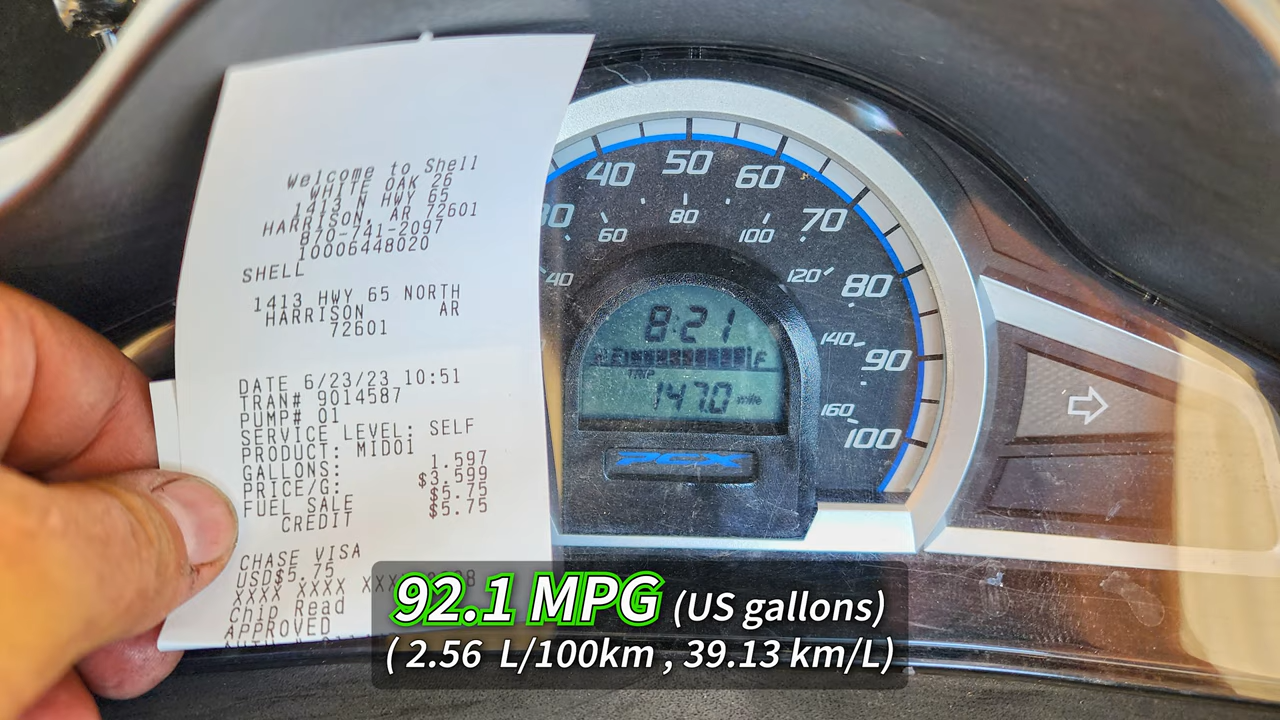 Welcome to Shell
WHITE OAK 26
1413 N HWY 65
HARRISON, AR 72601
870-741-2097
10006448020
SHELL
1413 HWY 65 NORTH
HARRISON AR
72601
DATE 6/23/23 10:51
TRAN# 9014587
PUMP# 01
SERVICE LEVEL: SELF
PRODUCT: MID01
GALLONS: 1.597
PRICE/G: $3.599
FUEL SALE $5.75
CREDIT $5.75
CHASE VISA
USD$5.75
XXXX XXXX
Chip Read
APPROVED
30 40 50 60 70 80 90 100
40 60 80 100 120 140 160
8:21
E F
TRIP
147.0 mile
PCX
92.1 MPG (US gallons)
( 2.56 L/100km , 39.13 km/L)